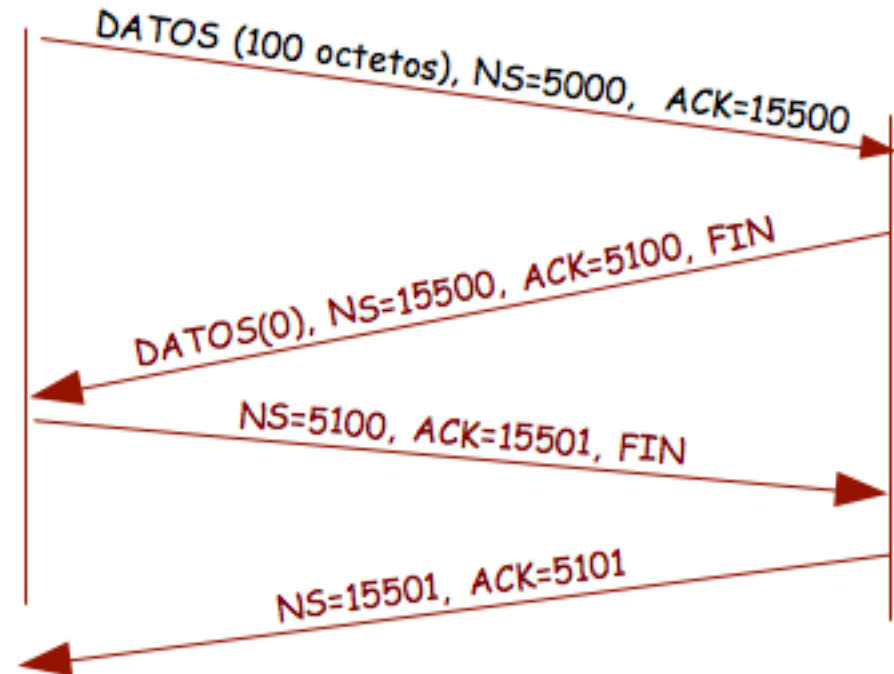 DATOS (100 octetos), NS=5000, ACK=15500
DATOS(0), NS=15500, ACK=5100, FIN
NS=5100, ACK=15501, FIN
NS=15501, ACK=5101